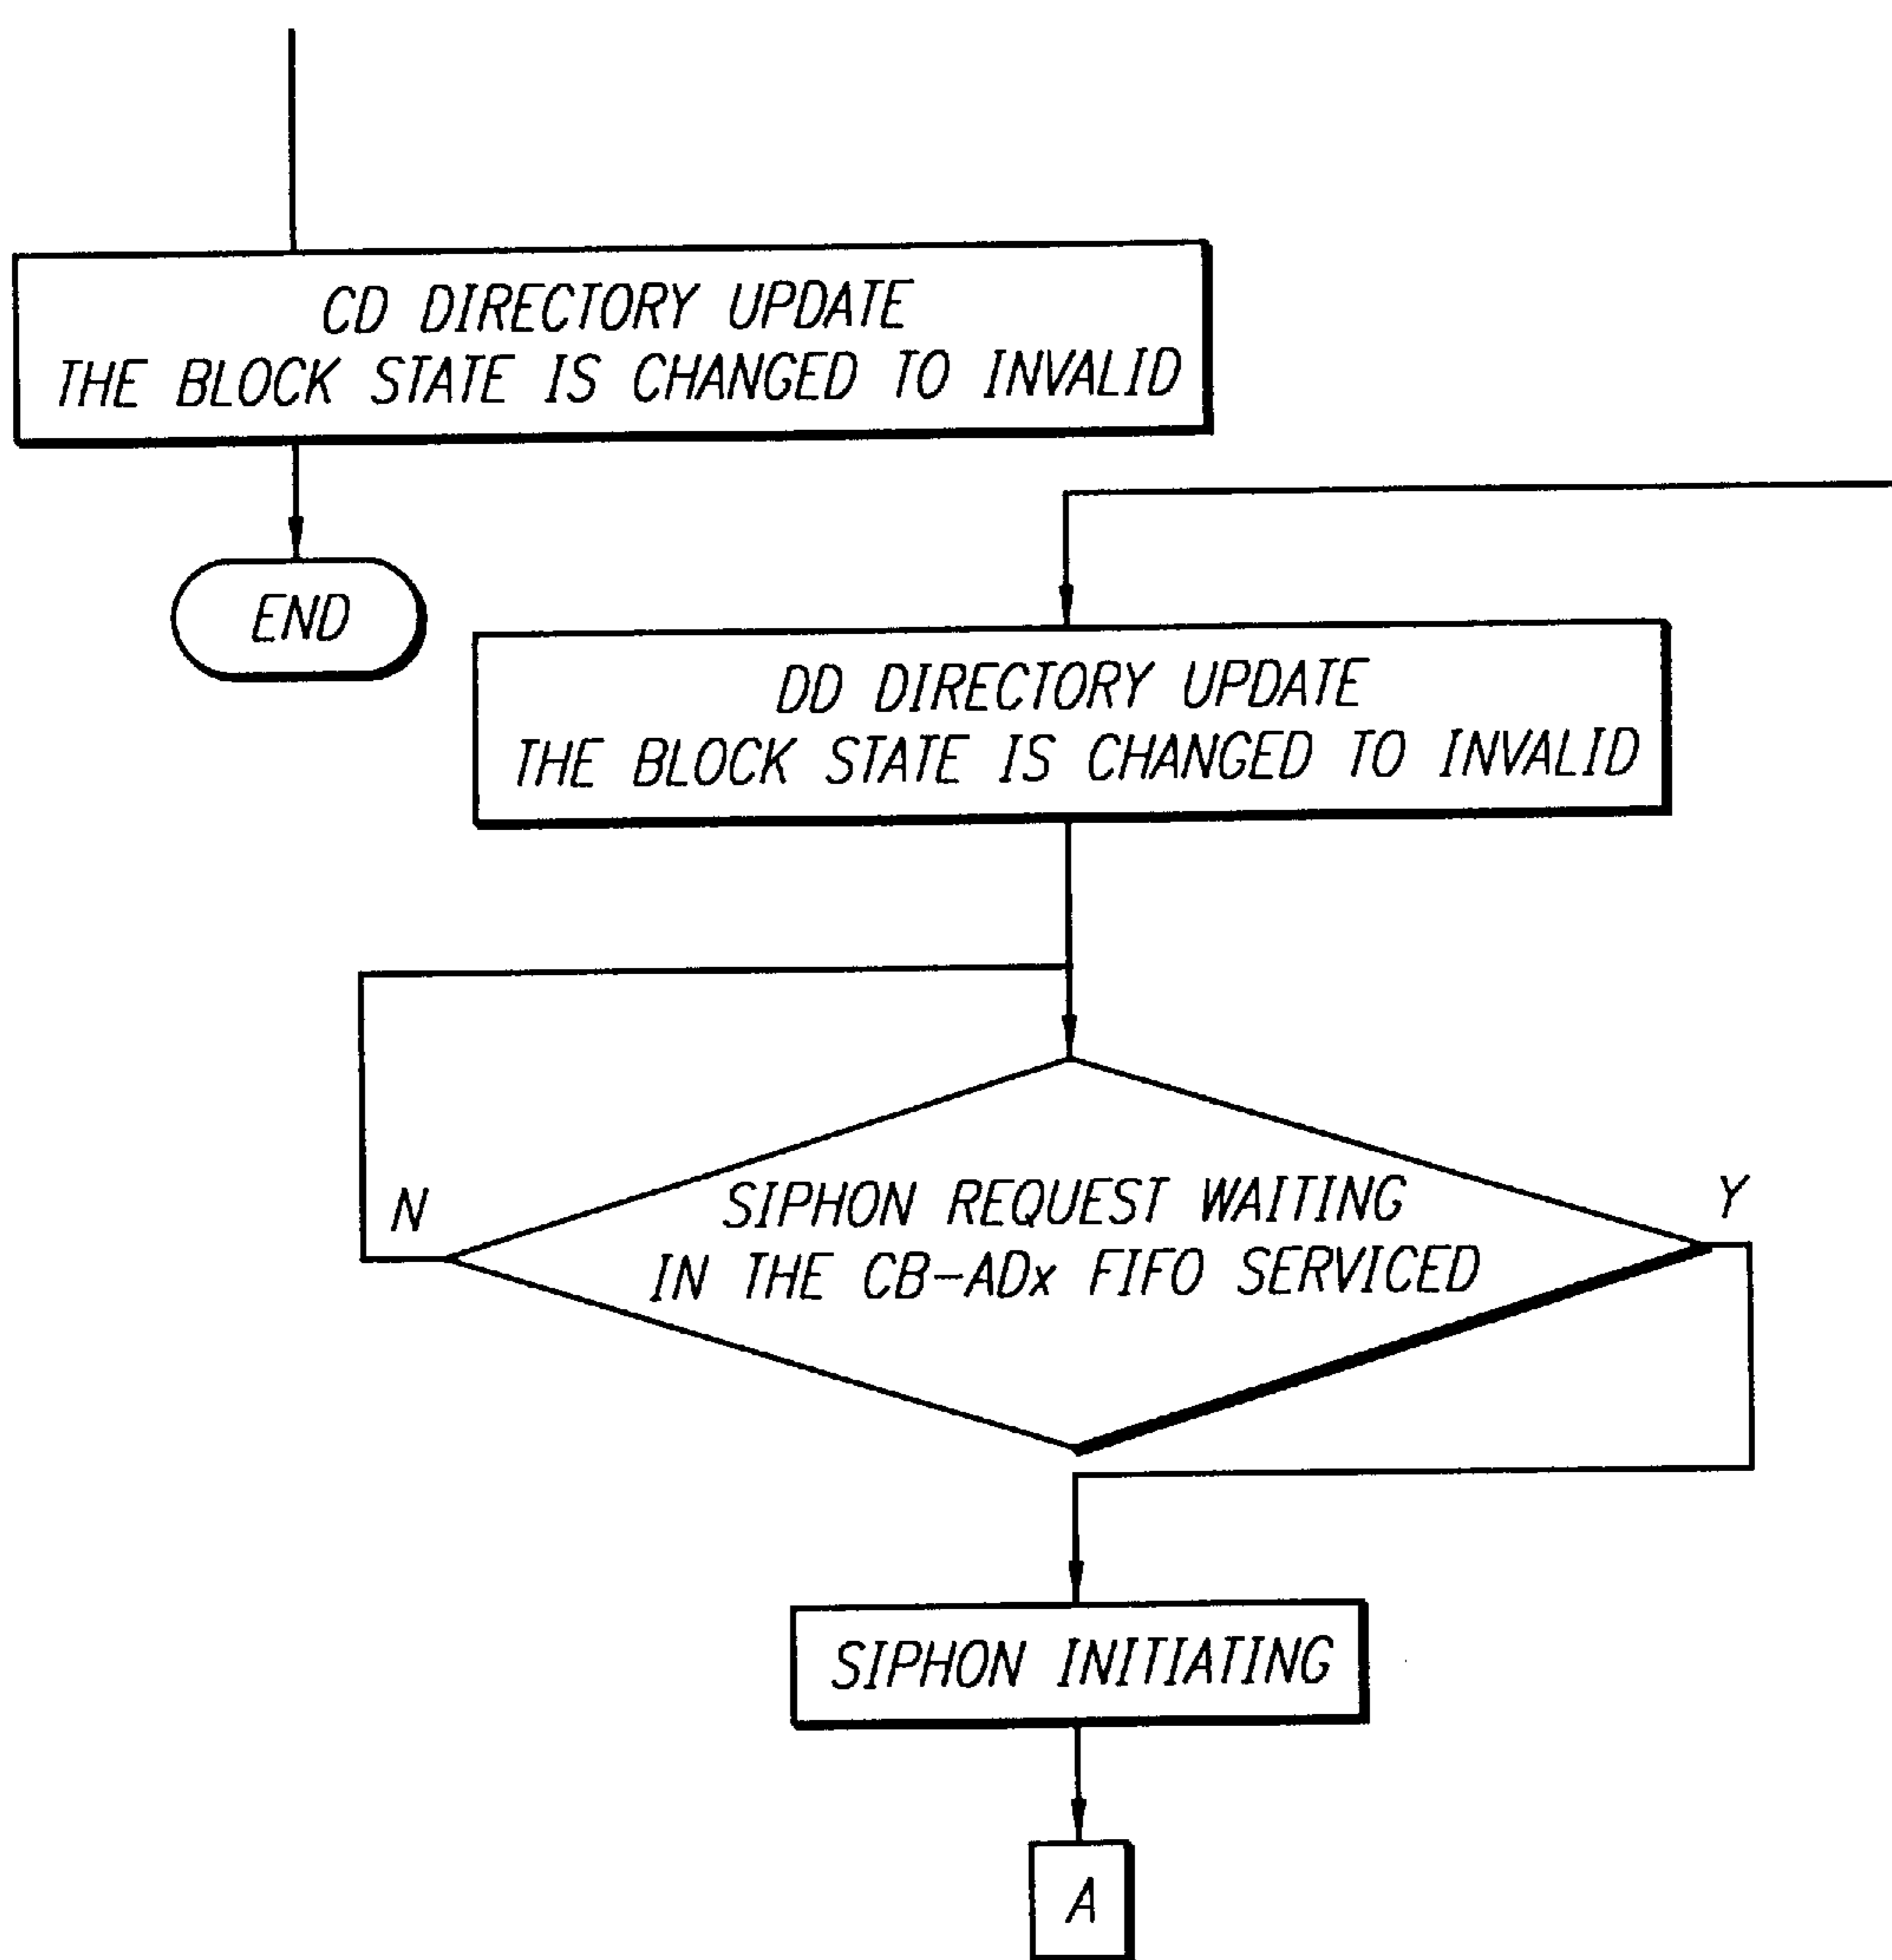 CD DIRECTORY UPDATE
THE BLOCK STATE IS CHANGED TO INVALID
END
DD DIRECTORY UPDATE
THE BLOCK STATE IS CHANGED TO INVALID
N
SIPHON REQUEST WAITING
IN THE CB-ADx FIFO SERVICED
Y
SIPHON INITIATING
A